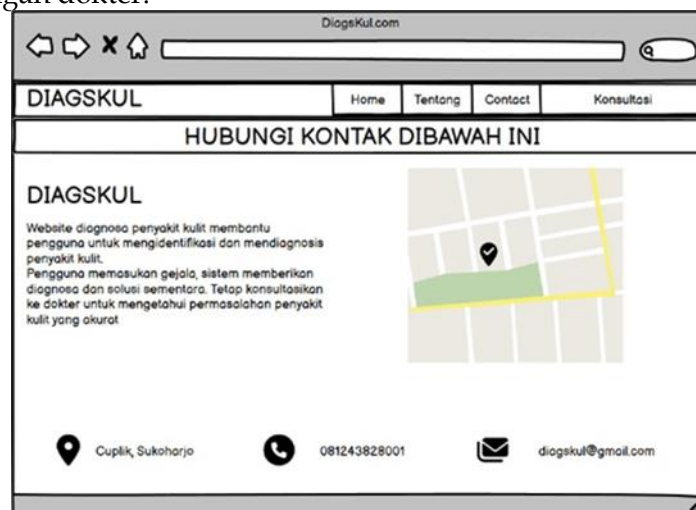 dokter.
DiagsKul.com
DIAGSKUL
Home Tentang Contact Konsultasi
HUBUNGI KONTAK DIBAWAH INI
DIAGSKUL
Website diagnosa penyakit kulit membantu
pengguna untuk mengidentifikasi dan mendiagnosis
penyakit kulit.
Pengguna memasukan gejala, sistem memberikan
diagnosa dan solusi sementara. Tetap konsultasikan
ke dokter untuk mengetahui permasalahan penyakit
kulit yang akurat
Cuplik, Sukoharjo 081243828001 diagskul@gmail.com